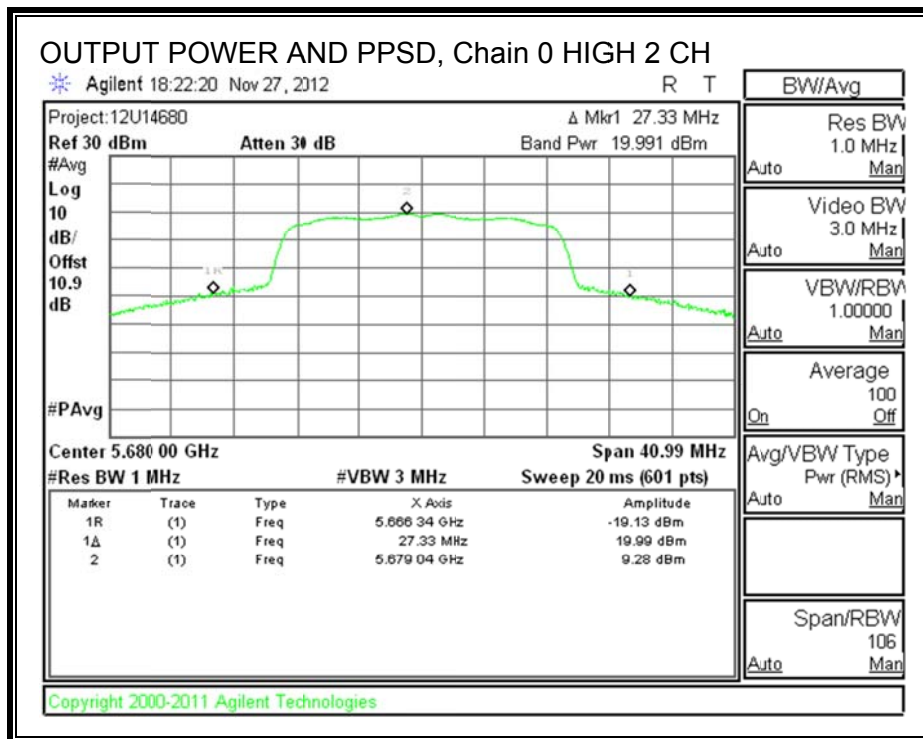 OUTPUT POWER AND PPSD, Chain 0 HIGH 2 CH
Agilent 18:22:20 Nov 27, 2012 R T
Project:12U14680 Δ Mkr1 27.33 MHz
Ref 30 dBm Atten 30 dB Band Pwr 19.991 dBm
#Avg
Log
10
dB/
Offst
10.9
dB
#PAvg
1R
2
1
Center 5.680 00 GHz Span 40.99 MHz
#Res BW 1 MHz #VBW 3 MHz Sweep 20 ms (601 pts)
Marker Trace Type X Axis Amplitude
1R (1) Freq 5.666 34 GHz -19.13 dBm
1Δ (1) Freq 27.33 MHz 19.99 dBm
2 (1) Freq 5.679 04 GHz 9.28 dBm
BW/Avg
Res BW
1.0 MHz
Auto Man
Video BW
3.0 MHz
Auto Man
VBW/RBW
1.00000
Auto Man
Average
100
On Off
Avg/VBW Type
Pwr (RMS)
Auto Man
Span/RBW
106
Auto Man
Copyright 2000-2011 Agilent Technologies